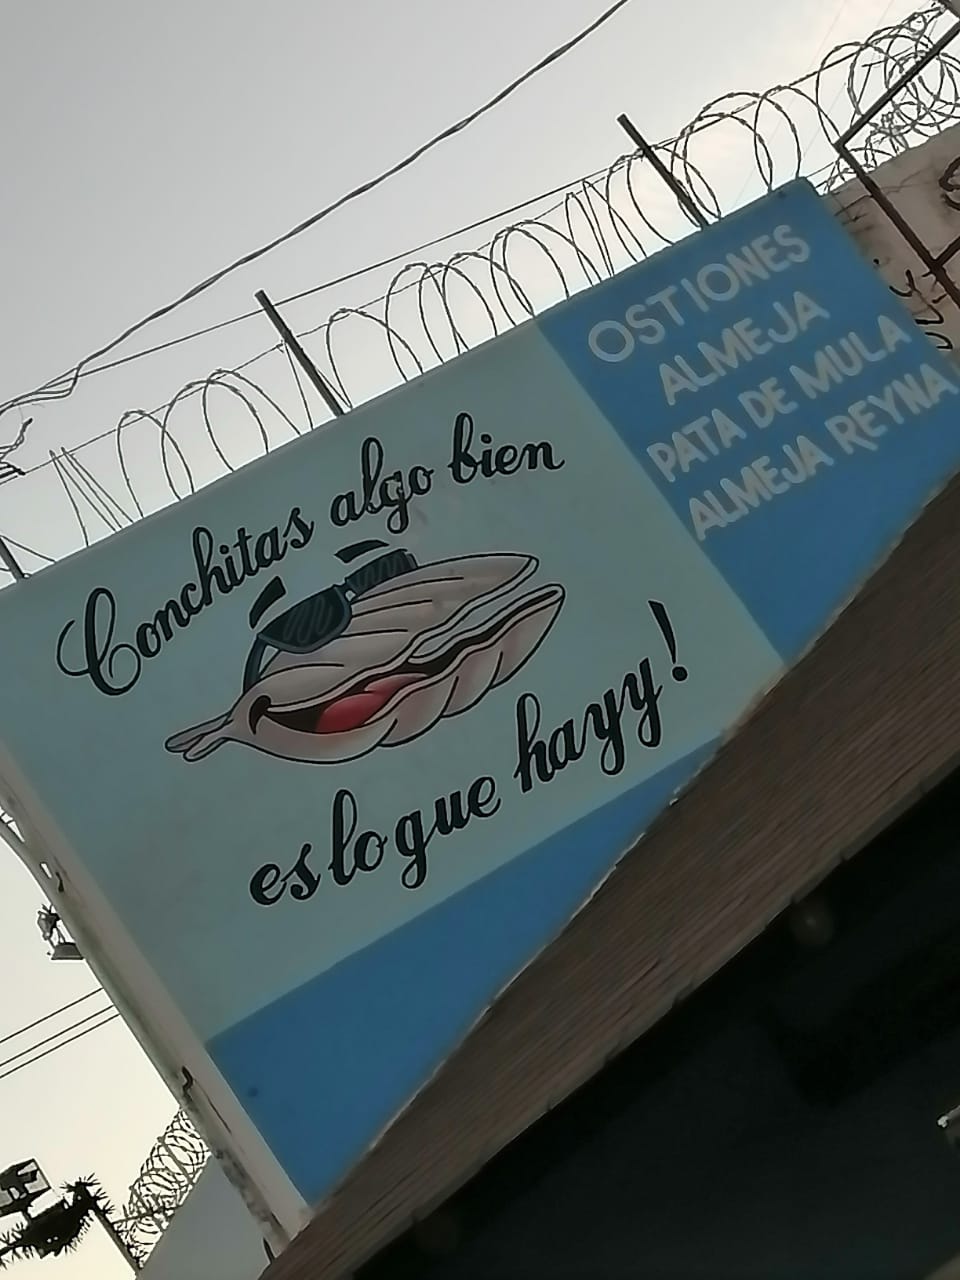 Conchitas algo bien
es lo que hayy!
OSTIONES
ALMEJA
PATA DE MULA
ALMEJA REYNA